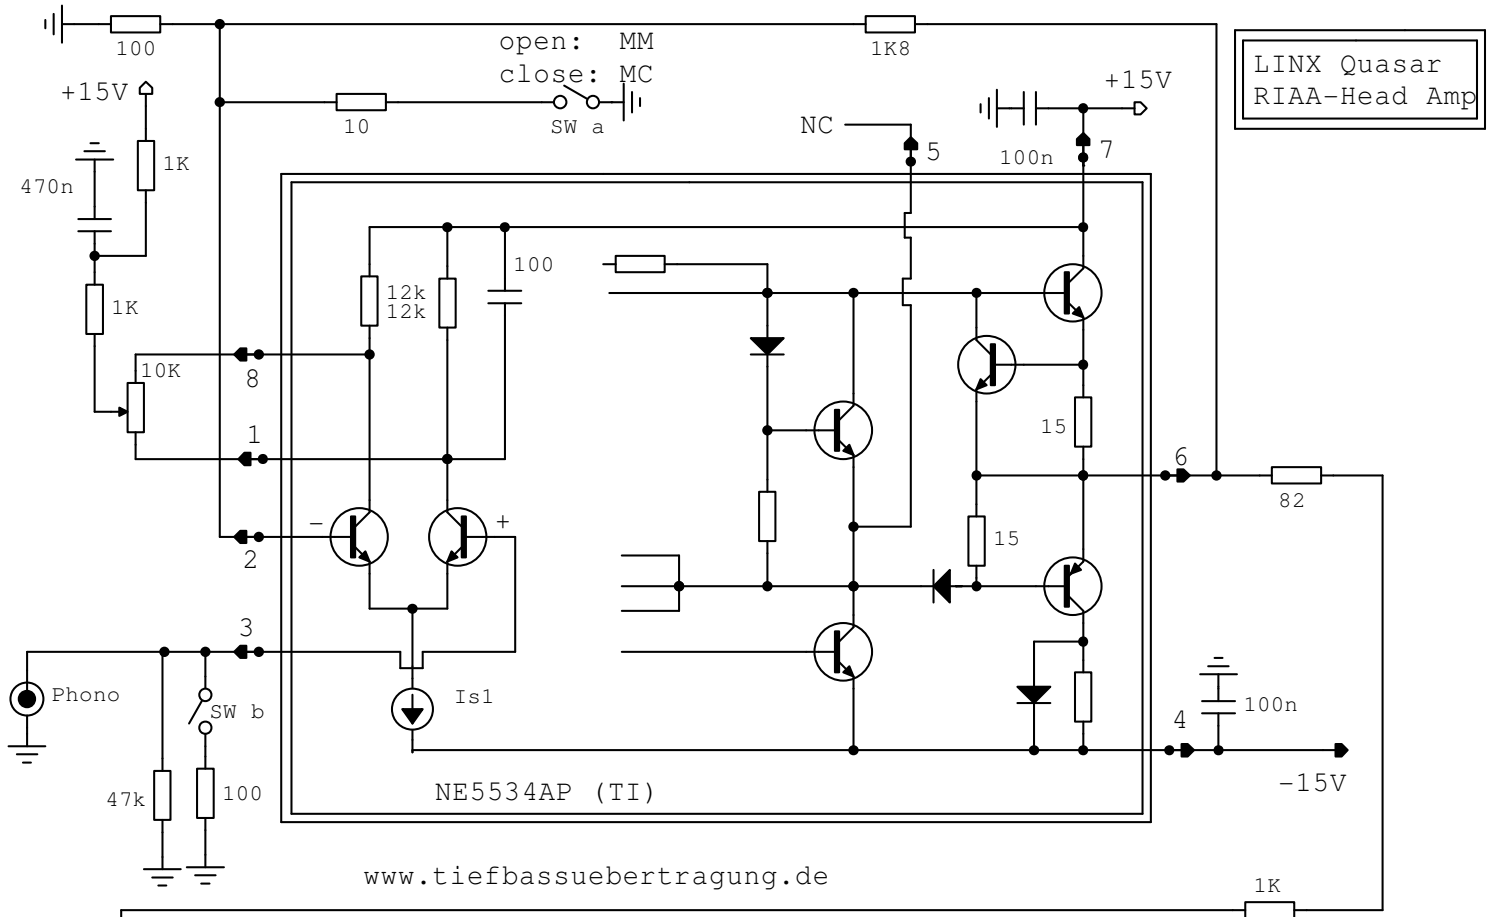 100
open: MM
close: MC
1K8
LINX Quasar
RIAA-Head Amp
+15V
+15V
10
SW a
NC
5
7
100n
1K
470n
100
12k
12k
1K
10K
8
15
1
6
82
-
+
15
2
3
Phono
SW b
Is1
4
100n
47k
100
NE5534AP (TI)
-15V
www.tiefbassuebertragung.de
1K